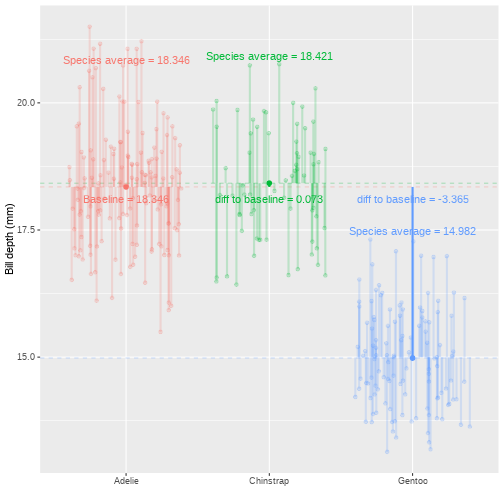 Species average = 18.346
Species average = 18.421
20.0
Baseline = 18.346
diff to baseline = 0.073
diff to baseline = -3.365
17.5
Species average = 14.982
15.0
Bill depth (mm)
Adelie
Chinstrap
Gentoo